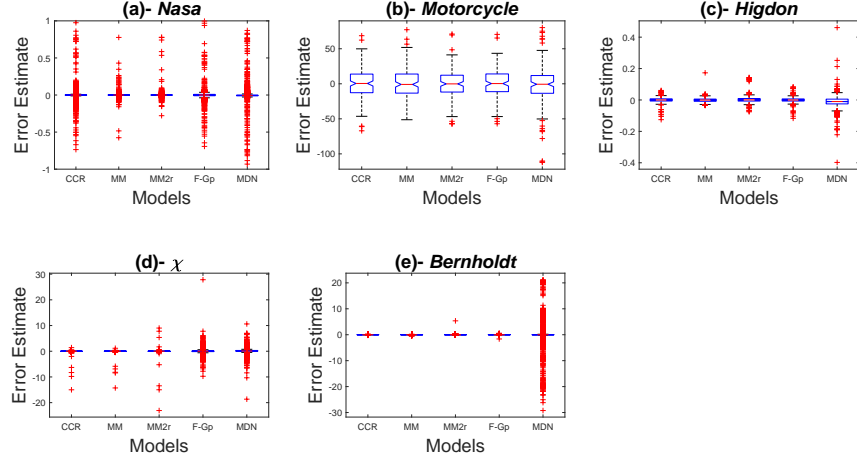 (a)- Nasa
1
0.5
0
-0.5
-1
Error Estimate
CCR MM MM2r F-Gp MDN
Models
(b)- Motorcycle
50
0
-50
-100
Error Estimate
CCR MM MM2r F-Gp MDN
Models
(c)- Higdon
0.4
0.2
0
-0.2
-0.4
Error Estimate
CCR MM MM2r F-Gp MDN
Models
(d)- χ
30
20
10
0
-10
-20
Error Estimate
CCR MM MM2r F-Gp MDN
Models
(e)- Bernholdt
20
10
0
-10
-20
-30
Error Estimate
CCR MM MM2r F-Gp MDN
Models